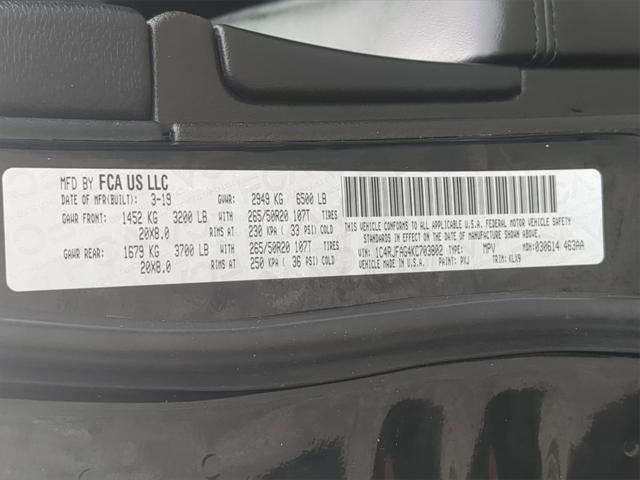 MFD BY FCA US LLC
DATE OF MFR(BUILT): 3-19 GVWR: 2949 KG 6500 LB
GAWR FRONT: 1452 KG 3200 LB WITH 265/50R20 107T TIRES
20X8.0 RIMS AT 230 KPA ( 33 PSI) COLD
GAWR REAR: 1679 KG 3700 LB WITH 265/50R20 107T TIRES
20X8.0 RIMS AT 250 KPA ( 36 PSI) COLD
THIS VEHICLE CONFORMS TO ALL APPLICABLE U.S.A. FEDERAL MOTOR VEHICLE SAFETY
STANDARDS IN EFFECT ON THE DATE OF MANUFACTURE SHOWN ABOVE.
VIN: 1C4RJFAG4KC703902 TYPE: MPV MDH:030614 463AA
VEHICLE MADE IN U.S.A. PAINT: PXJ TRIM: KLX9